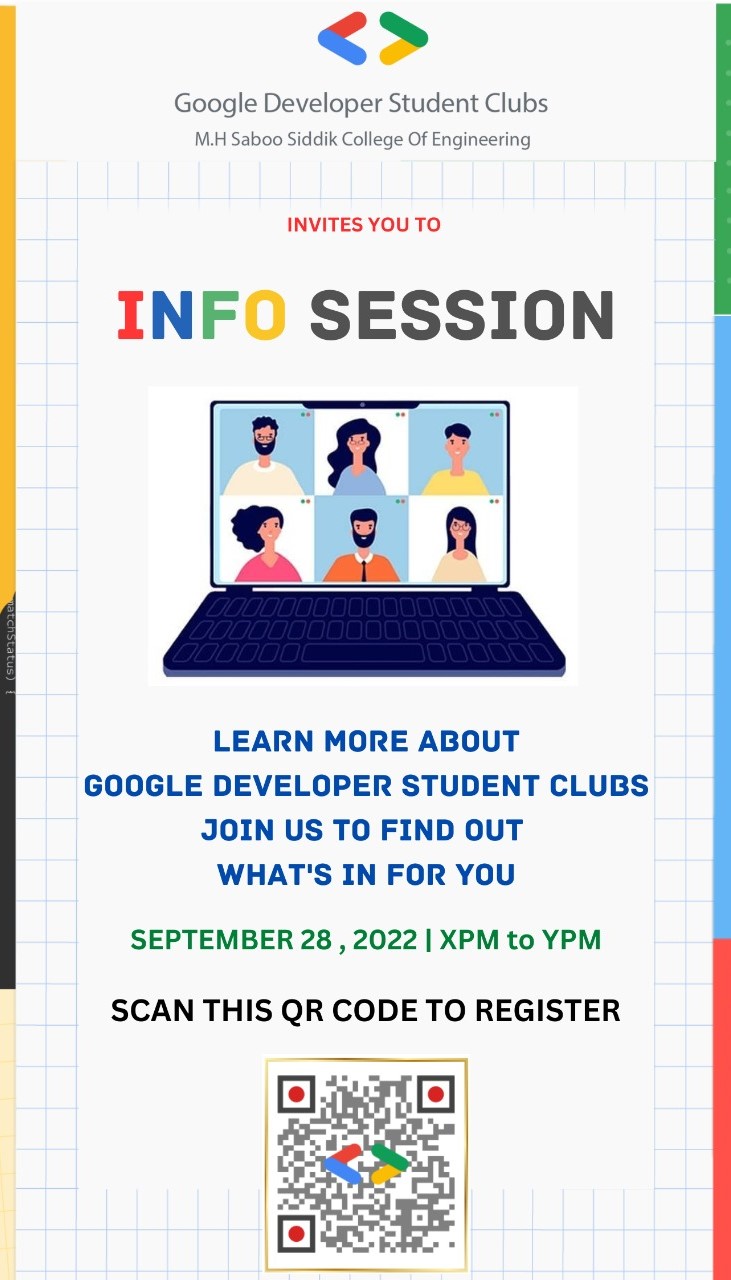 Google Developer Student Clubs
M.H Saboo Siddik College Of Engineering
INVITES YOU TO
INFO SESSION
LEARN MORE ABOUT
GOOGLE DEVELOPER STUDENT CLUBS
JOIN US TO FIND OUT
WHAT'S IN FOR YOU
SEPTEMBER 28 , 2022 | XPM to YPM
SCAN THIS QR CODE TO REGISTER